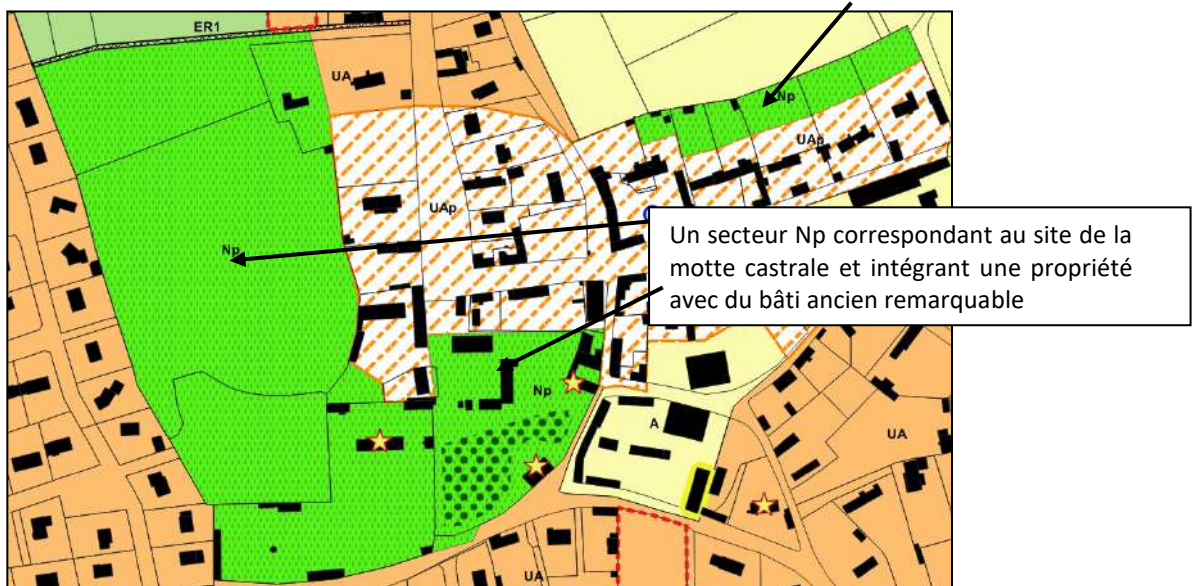 ER1
UA
Np
UAp
UAp
Np
Un secteur Np correspondant au site de la
motte castrale et intégrant une propriété
avec du bâti ancien remarquable
Np
A
UA
UA